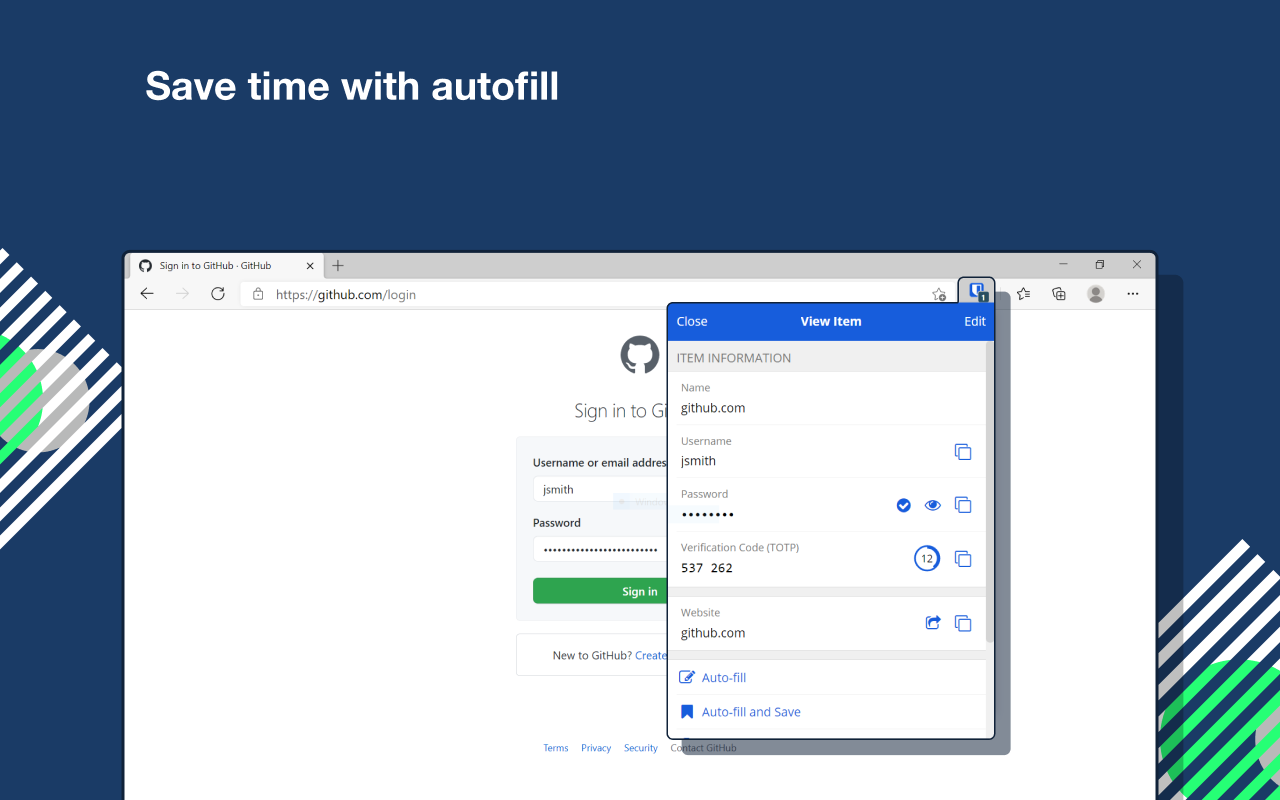 Save time with autofill
Sign in to GitHub · GitHub
https://github.com/login
1
Close View Item Edit
ITEM INFORMATION
Name
github.com
Username
jsmith
Password
••••••••
Verification Code (TOTP)
537 262
12
Website
github.com
Auto-fill
Auto-fill and Save
Sign in to Gi
Username or email addres
jsmith
Password
•••••••••••••••••••••••••
Sign in
New to GitHub? Create
Terms Privacy Security Contact GitHub